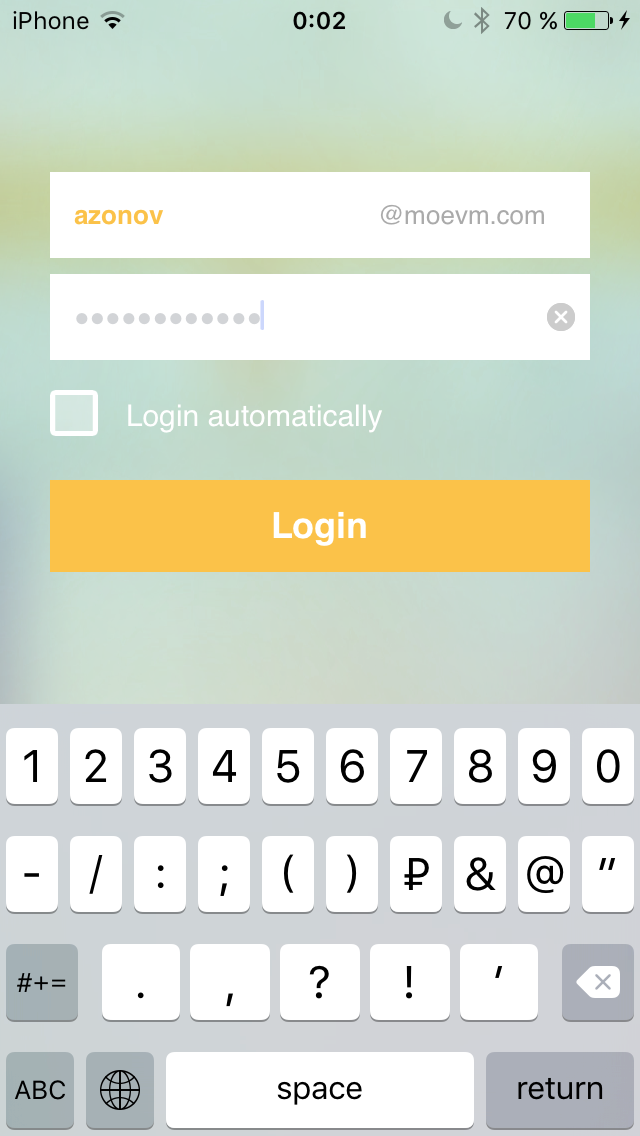 iPhone 0:02 70 %
azonov @moevm.com
••••••••••••
Login automatically
Login
1 2 3 4 5 6 7 8 9 0
- / : ; ( ) ₽ & @ "
#+= . , ? ! '
ABC space return